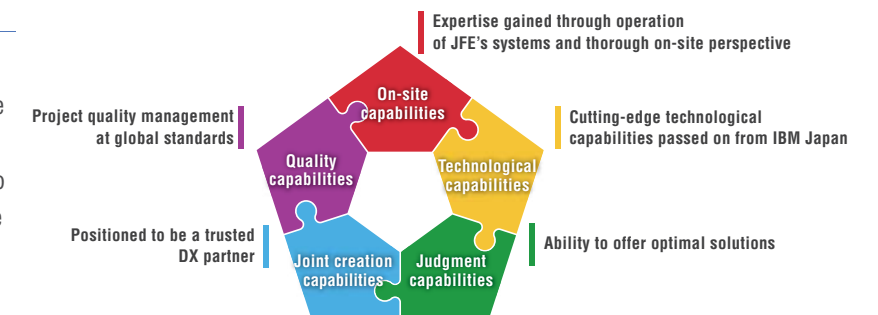 Expertise gained through operation
of JFE's systems and thorough on-site perspective
On-site
capabilities
Project quality management
at global standards
Cutting-edge technological
capabilities passed on from IBM Japan
Quality
capabilities
Technological
capabilities
Positioned to be a trusted
DX partner
Ability to offer optimal solutions
Joint creation
capabilities
Judgment
capabilities